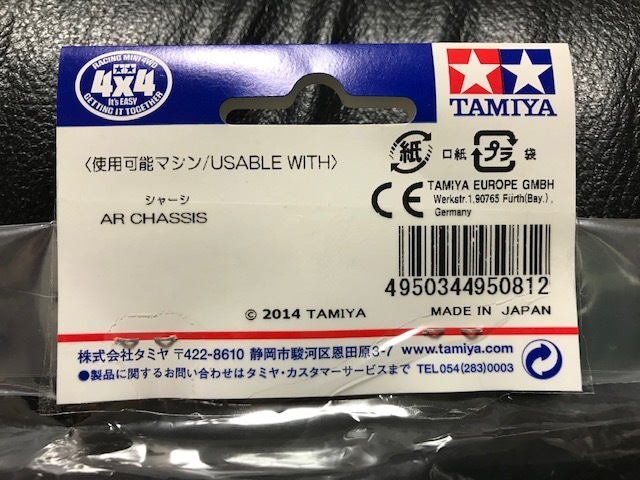 RACING MINI 4WD
4x4
It's EASY
GETTING IT TOGETHER
TAMIYA
〈使用可能マシン/USABLE WITH〉
シャーシ
AR CHASSIS
紙 口紙 プラ 袋
CE TAMIYA EUROPE GMBH
Werkstr.1,90765 Fürth(Bay.),
Germany
4950344950812
© 2014 TAMIYA
MADE IN JAPAN
株式会社タミヤ 〒422-8610 静岡市駿河区恩田原3-7 www.tamiya.com
●製品に関するお問い合わせはタミヤ・カスタマーサービスまで TEL054(283)0003